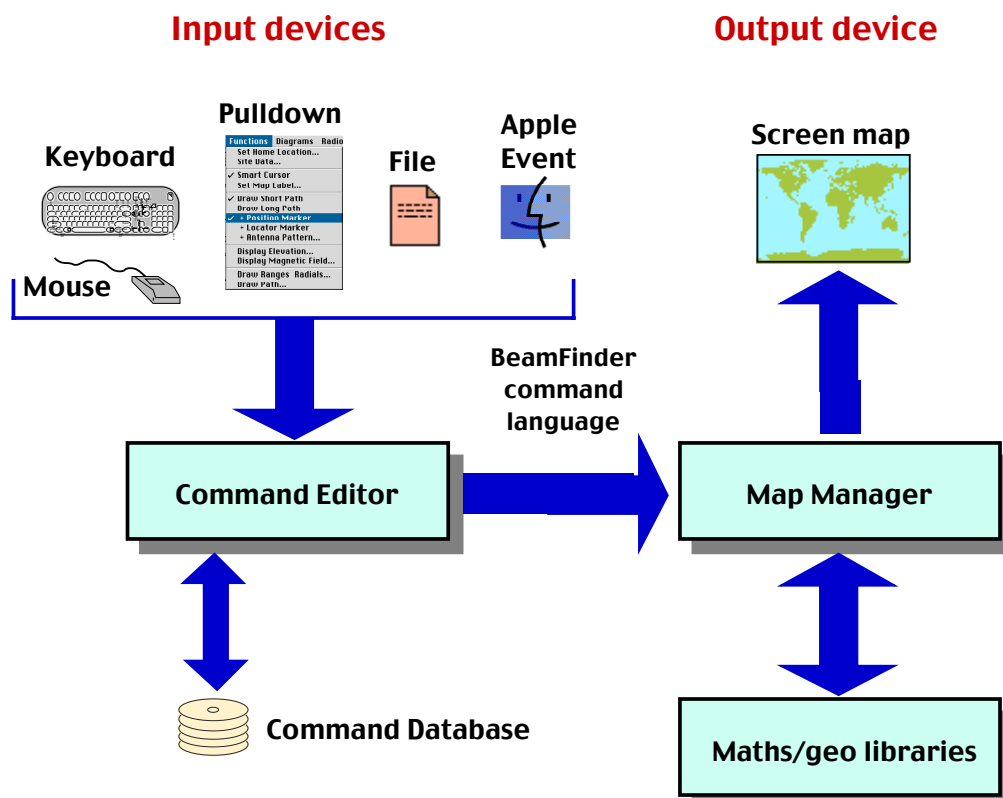 Input devices
Output device
Keyboard
Mouse
Pulldown
Functions Diagrams Radio
Set Home Location...
Site Data...
✓ Smart Cursor
Set Map Label...
✓ Draw Short Path
Draw Long Path
✓ + Position Marker
+ Locator Marker
+ Antenna Pattern...
Display Elevation...
Display Magnetic Field...
Draw Ranges Radials...
Draw Path...
File
Apple
Event
Screen map
BeamFinder
command
language
Command Editor
Map Manager
Command Database
Maths/geo libraries